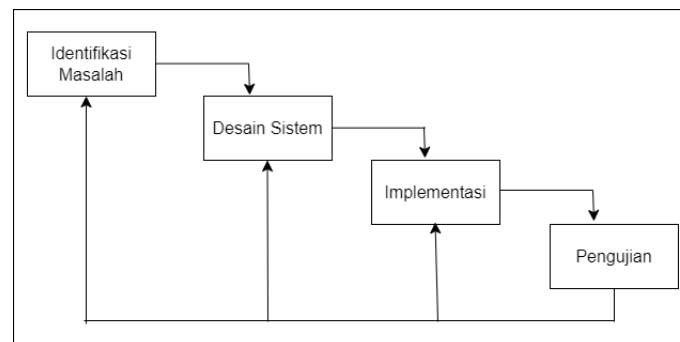 Identifikasi
Masalah
Desain Sistem
Implementasi
Pengujian